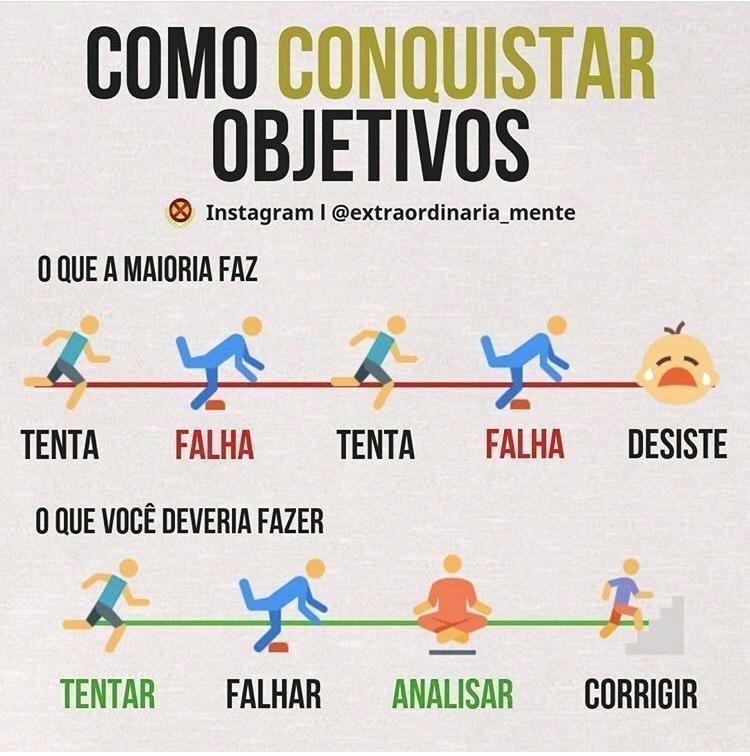 COMO CONQUISTAR
OBJETIVOS
Instagram l @extraordinaria_mente
O QUE A MAIORIA FAZ
TENTA FALHA TENTA FALHA DESISTE
O QUE VOCÊ DEVERIA FAZER
TENTAR FALHAR ANALISAR CORRIGIR